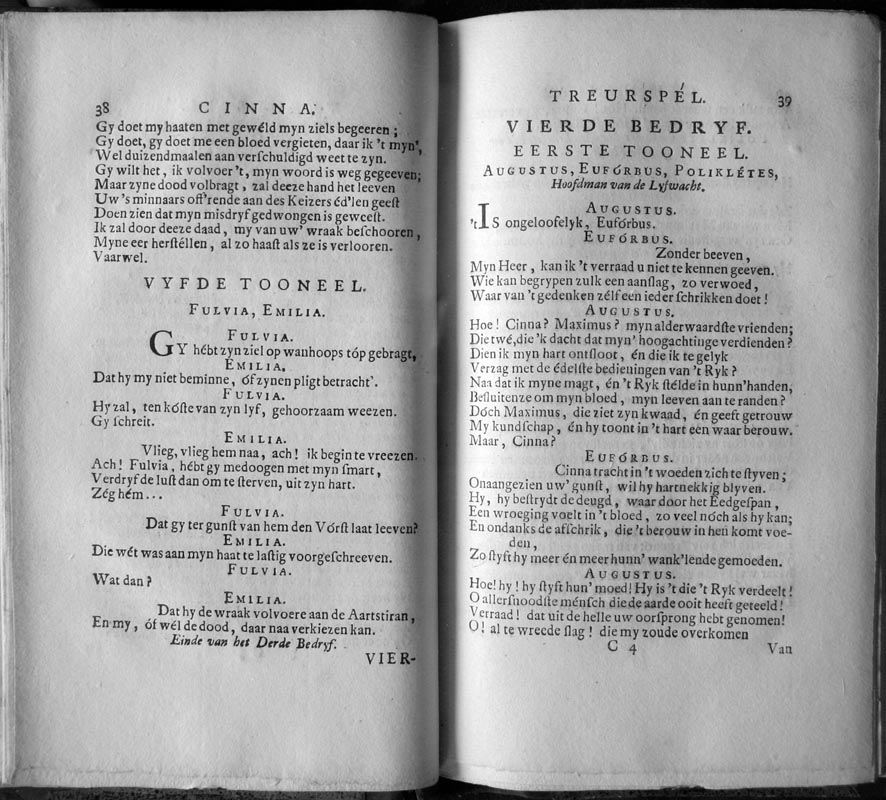 38 CINNA.
Gy doet my haaten met gewéld myn ziels begeeren;
Gy doet, gy doet me een bloed vergieten, daar ik 't myn',
Wel duizendmaalen aan verſchuldigd weet te zyn.
Gy wilt het, ik volvoer 't, myn woord is weg gegeeven;
Maar zyne dood volbragt, zal deeze hand het leeven
Uw's minnaars off'rende aan des Keizers éd'len geeſt
Doen zien dat myn misdryf gedwongen is geweeſt.
Ik zal door deeze daad, my van uw' wraak beſchooren,
Myne eer herſtéllen, al zo haaſt als ze is verlooren.
Vaarwel.
VYFDE TOONEEL.
FULVIA, EMILIA.
FULVIA.
GY hébt zyn ziel op wanhoops tóp gebragt,
EMILIA.
Dat hy my niet beminne, óf zynen pligt betracht'.
FULVIA.
Hy zal, ten kóſte van zyn lyf, gehoorzaam weezen.
Gy ſchreit.
EMILIA.
Vlieg, vlieg hem naa, ach! ik begin te vreezen.
Ach! Fulvia, hébt gy medoogen met myn ſmart,
Verdryf de luſt dan om te ſterven, uit zyn hart.
Zég hém...
FULVIA.
Dat gy ter gunſt van hem den Vórſt laat leeven?
EMILIA.
Die wét was aan myn haat te laſtig voorgeſchreeven.
FULVIA.
Wat dan?
EMILIA.
Dat hy de wraak volvoere aan de Aartstiran,
En my, óf wél de dood, daar naa verkiezen kan.
Einde van het Derde Bedryf.
VIER-
TREURSPÉL. 39
VIERDE BEDRYF.
EERSTE TOONEEL.
AUGUSTUS, EUFÓRBUS, POLIKLÉTES,
Hoofdman van de Lyfwacht.
AUGUSTUS.
'tIS ongeloofelyk, Eufórbus.
EUFÓRBUS.
Zonder beeven,
Myn Heer, kan ik 't verraad u niet te kennen geeven.
Wie kan begrypen zulk een aanſlag, zo verwoed,
Waar van 't gedenken zélf een ieder ſchrikken doet!
AUGUSTUS.
Hoe! Cinna? Maximus? myn alderwaardſte vrienden;
Die twé, die 'k dacht dat myn' hoogachtinge verdienden?
Dien ik myn hart ontſloot, én die ik te gelyk
Verzag met de édelſte bedieningen van 't Ryk?
Naa dat ik myne magt, én 't Ryk ſtélde in hunn' handen,
Beſluiten ze om myn bloed, myn leeven aan te randen?
Dóch Maximus, die ziet zyn kwaad, én geeft getrouw
My kundſchap, én hy toont in 't hart een waar berouw.
Maar, Cinna?
EUFÓRBUS.
Cinna tracht in 't woeden zich te ſtyven;
Onaangezien uw' gunſt, wil hy hartnekkig blyven.
Hy, hy beſtrydt de deugd, waar door het Eedgeſpan,
Een wroeging voelt in 't bloed, zo veel nóch als hy kan;
En ondanks de afſchrik, die 't berouw in hen komt voe-
den,
Zo ſtyft hy meer én meer hunn' wank'lende gemoeden.
AUGUSTUS.
Hoe! hy! hy ſtyft hun' moed! Hy is 't die 't Ryk verdeelt!
O allerſnoodſte ménſch die de aarde ooit heeft geteeld!
Verraad! dat uit de helle uw oorſprong hebt genomen!
O! al te wreede ſlag! die my zoude overkomen
C 4 Van